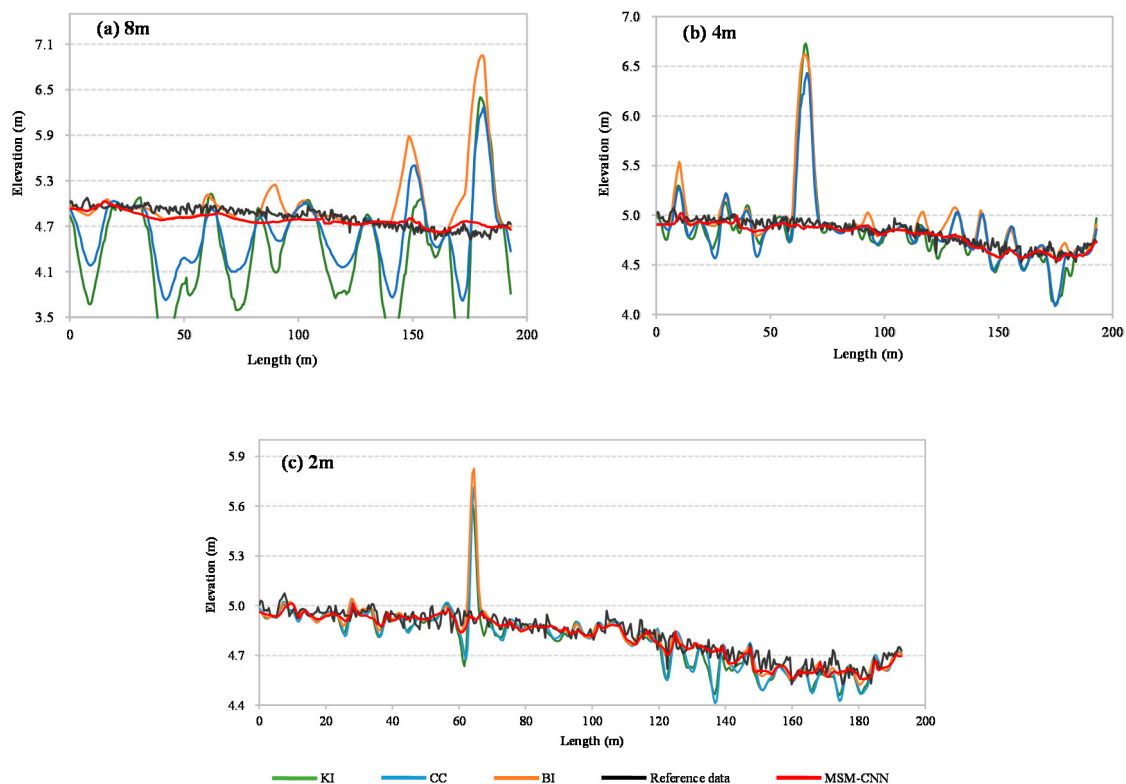 (a) 8m
7.1
6.5
5.9
5.3
4.7
4.1
3.5
Elevation (m)
0 50 100 150 200
Length (m)
(b) 4m
7.0
6.5
6.0
5.5
5.0
4.5
4.0
Elevation (m)
0 50 100 150 200
Length (m)
(c) 2m
5.9
5.6
5.3
5.0
4.7
4.4
Elevation (m)
0 20 40 60 80 100 120 140 160 180 200
Length (m)
KI CC BI Reference data MSM-CNN